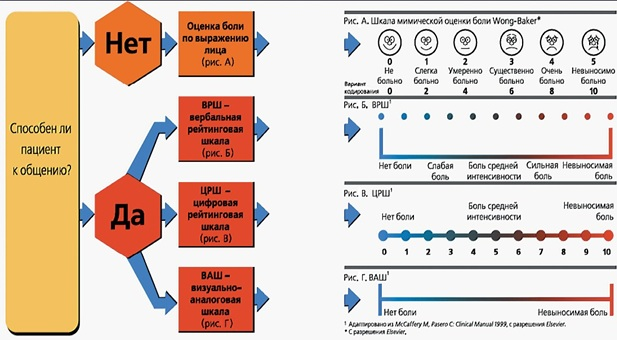 Способен ли
пациент
к общению?
Нет
Оценка боли
по выражению
лица
(рис. А)
Да
ВРШ –
вербальная
рейтинговая
шкала
(рис. Б)
ЦРШ –
цифровая
рейтинговая
шкала
(рис. В)
ВАШ –
визуально-
аналоговая
шкала
(рис. Г)
Рис. А. Шкала мимической оценки боли Wong-Baker*
0 1 2 3 4 5
Не больно
Слегка больно
Умеренно больно
Существенно больно
Очень больно
Невыносимо больно
Вариант
кодирования
0 2 4 6 8 10
Рис, Б, ВРШ¹
Нет боли
Слабая боль
Боль средней интенсивности
Сильная боль
Невыносимая боль
Рис. В. ЦРШ¹
Нет боли
Боль средней интенсивности
Невыносимая боль
0 1 2 3 4 5 6 7 8 9 10
Рис, Г, ВАШ¹
Нет боли
Невыносимая боль
¹ Адаптировано из McCaffery M, Pasero C: Clinical Manual 1999, с разрешения Elsevier.
* С разрешения Elsevier,